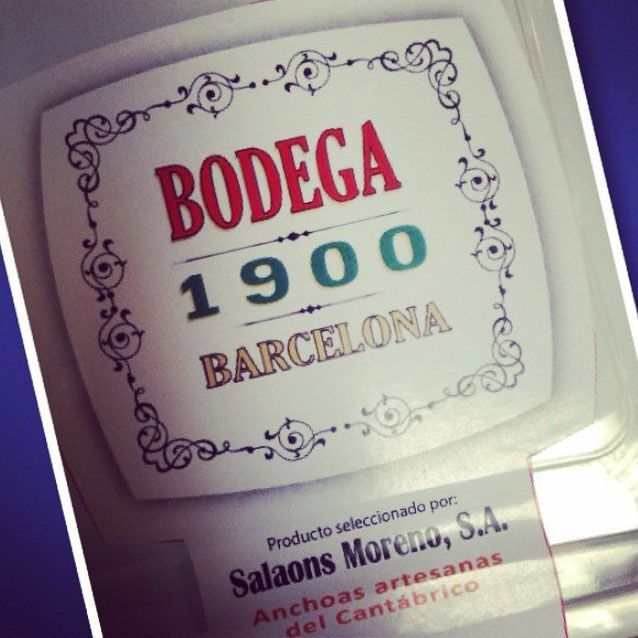 BODEGA
1900
BARCELONA
Producto seleccionado por:
Salaons Moreno, S.A.
Anchoas artesanas
del Cantábrico